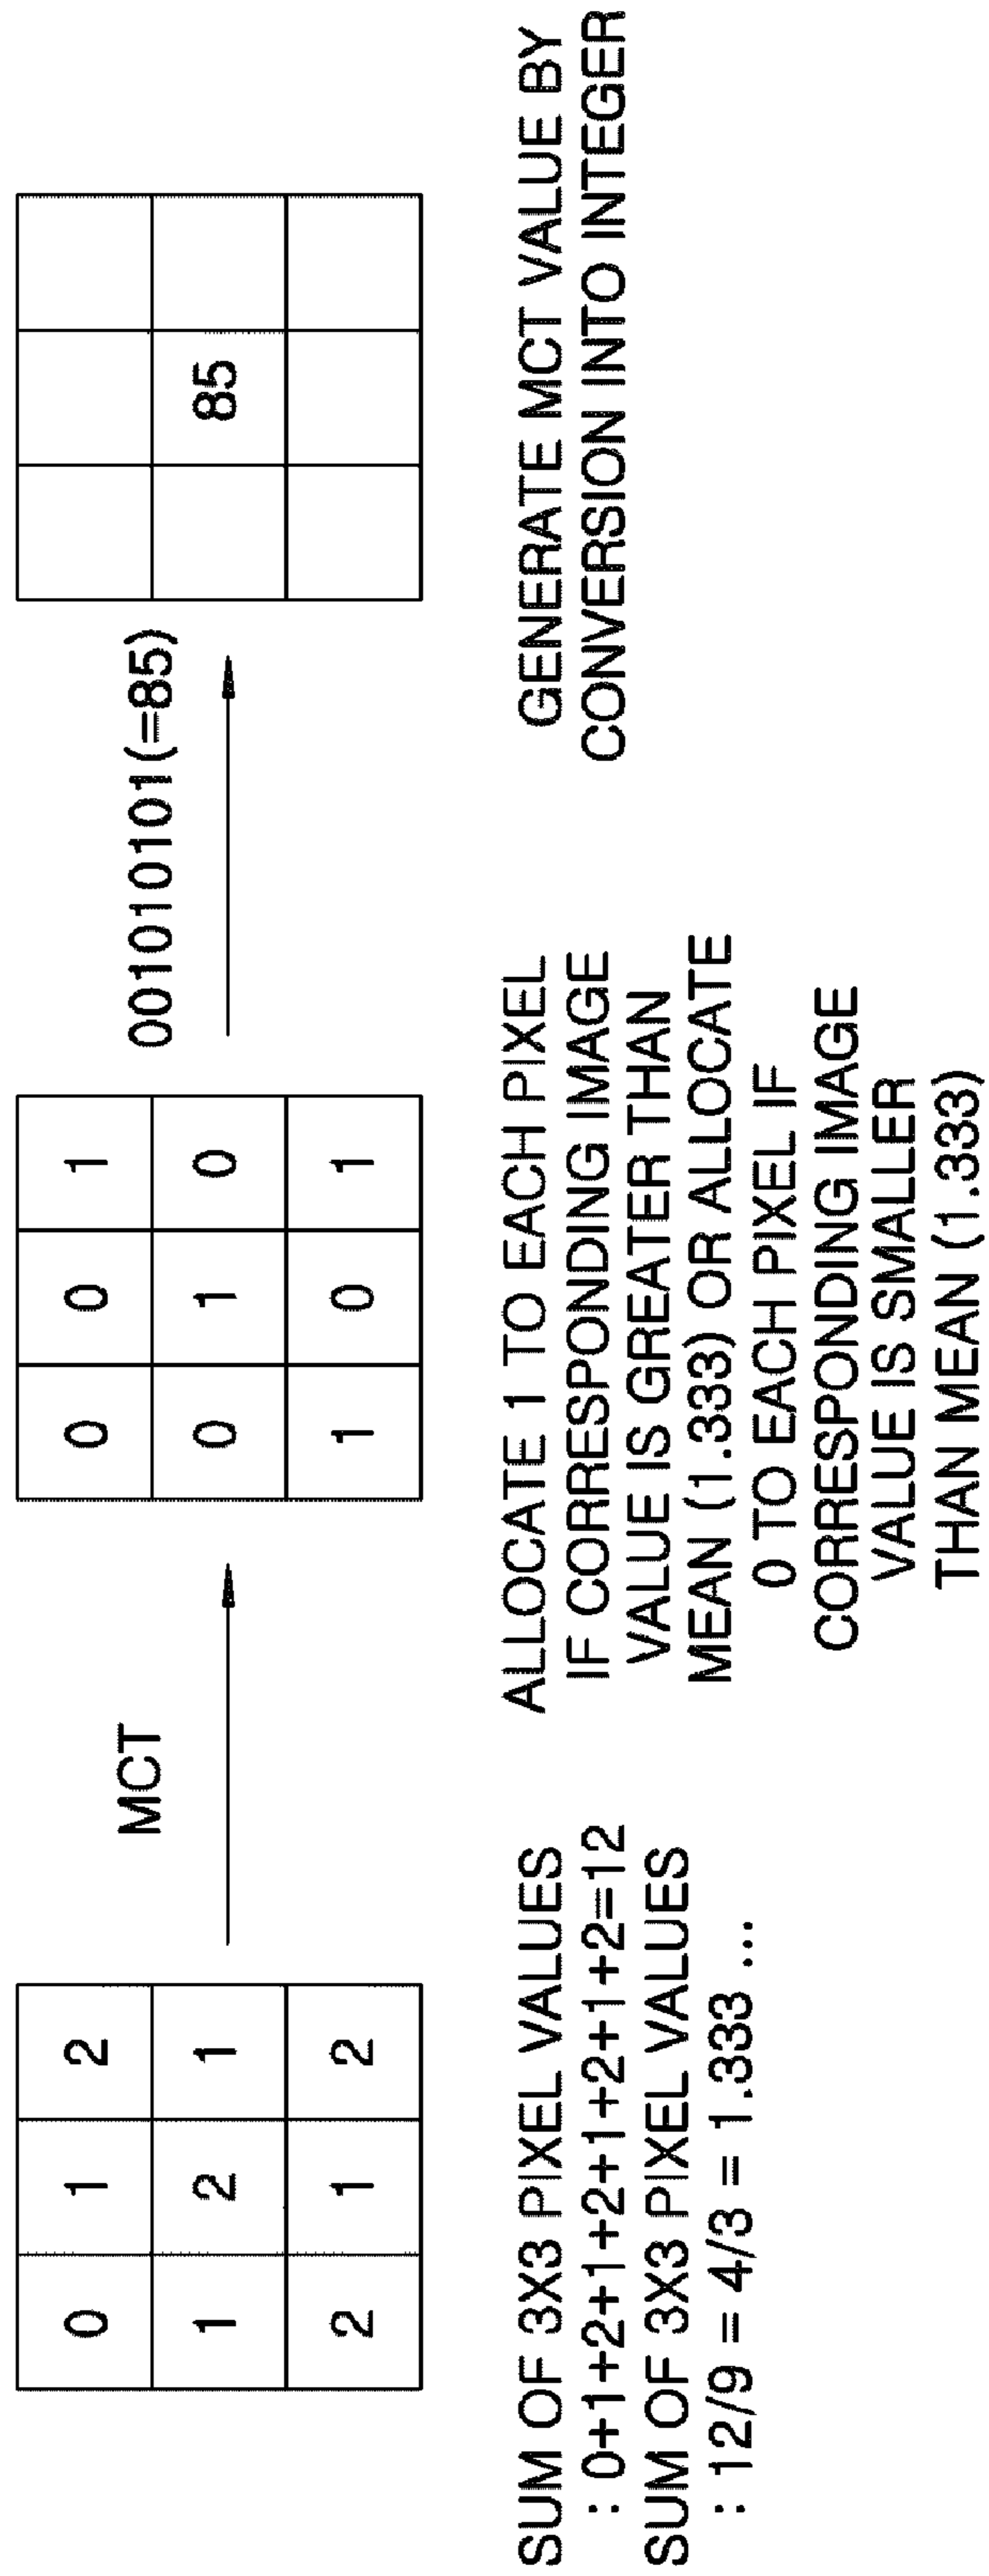 0 1 2
1 2 1
2 1 2
MCT
0 0 1
0 1 0
1 0 1
001010101(=85)
85
SUM OF 3X3 PIXEL VALUES
: 0+1+2+1+2+1+2+1+2=12
SUM OF 3X3 PIXEL VALUES
: 12/9 = 4/3 = 1.333 ...
ALLOCATE 1 TO EACH PIXEL
IF CORRESPONDING IMAGE
VALUE IS GREATER THAN
MEAN (1.333) OR ALLOCATE
0 TO EACH PIXEL IF
CORRESPONDING IMAGE
VALUE IS SMALLER
THAN MEAN (1.333)
GENERATE MCT VALUE BY
CONVERSION INTO INTEGER